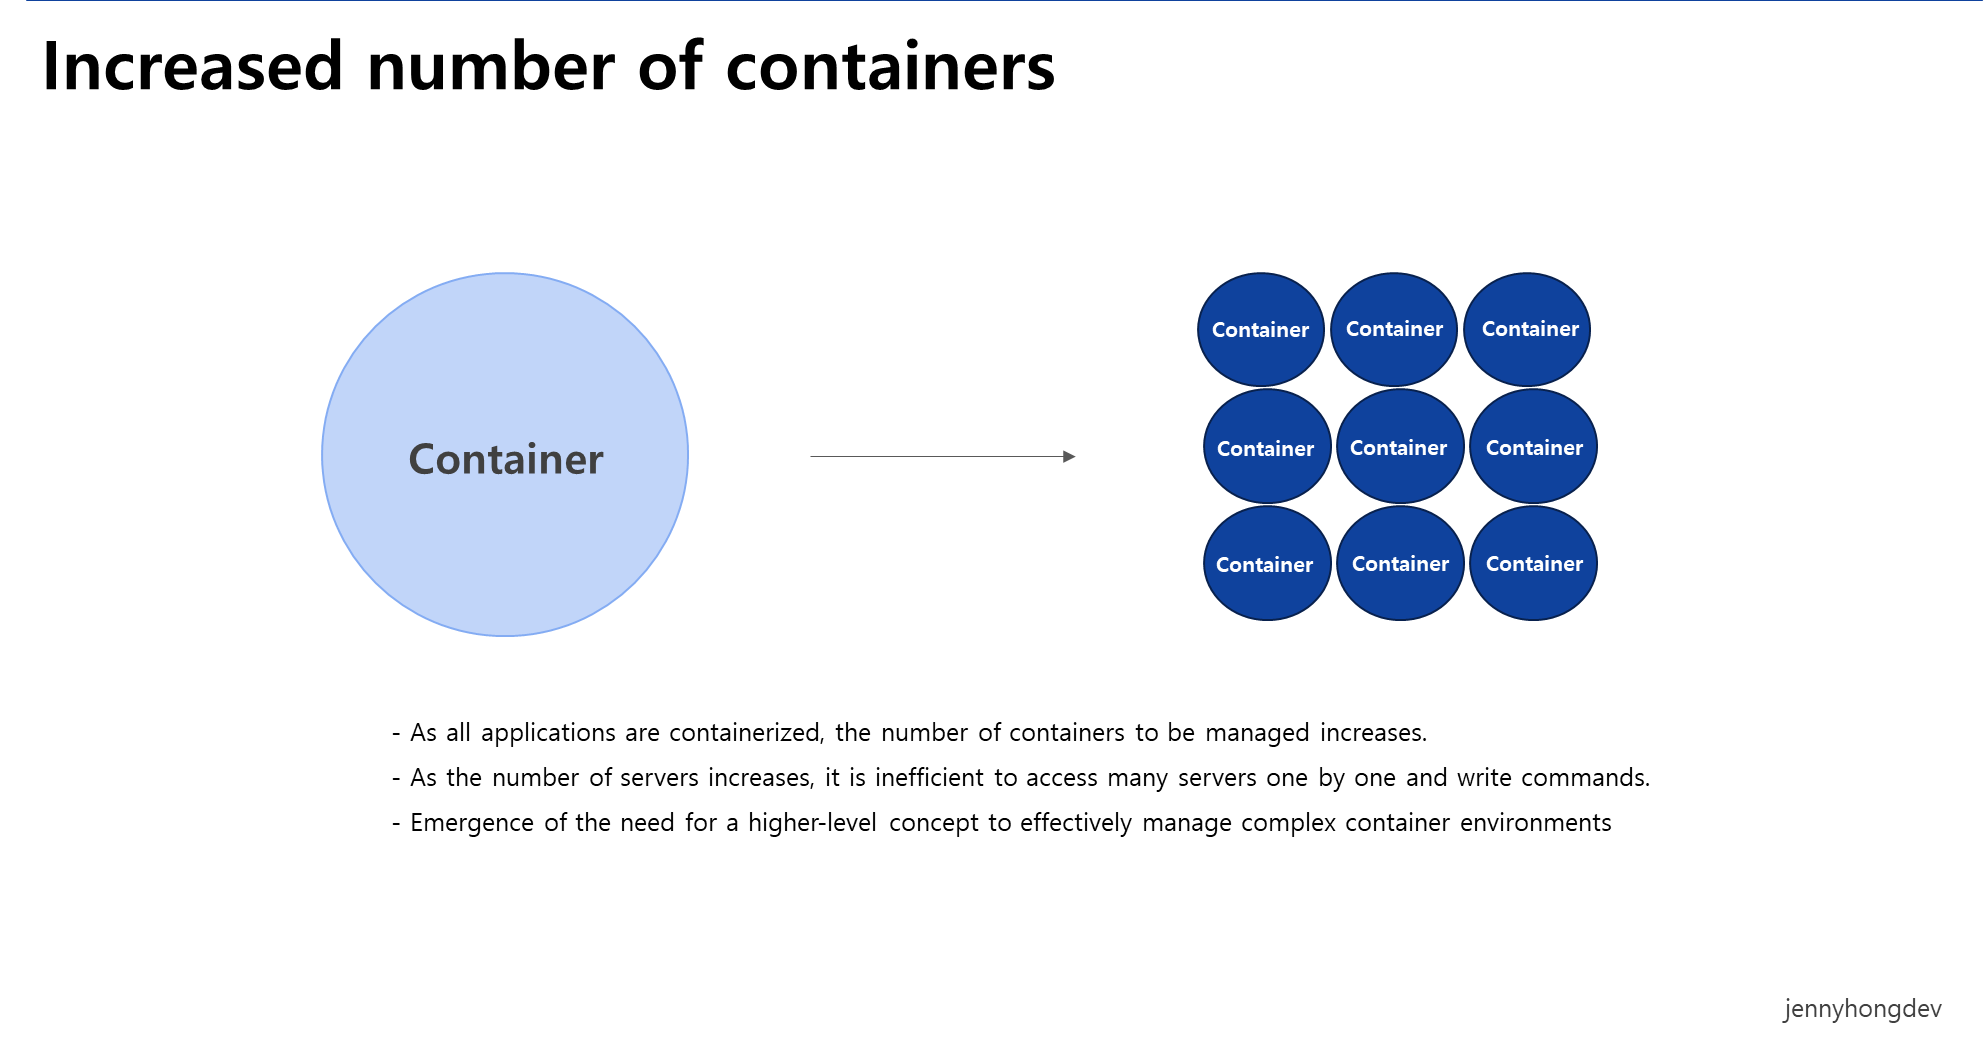 Increased number of containers
Container Container Container
Container
Container Container Container
Container Container Container
- As all applications are containerized, the number of containers to be managed increases.
- As the number of servers increases, it is inefficient to access many servers one by one and write commands.
- Emergence of the need for a higher-level concept to effectively manage complex container environments
jennyhongdev